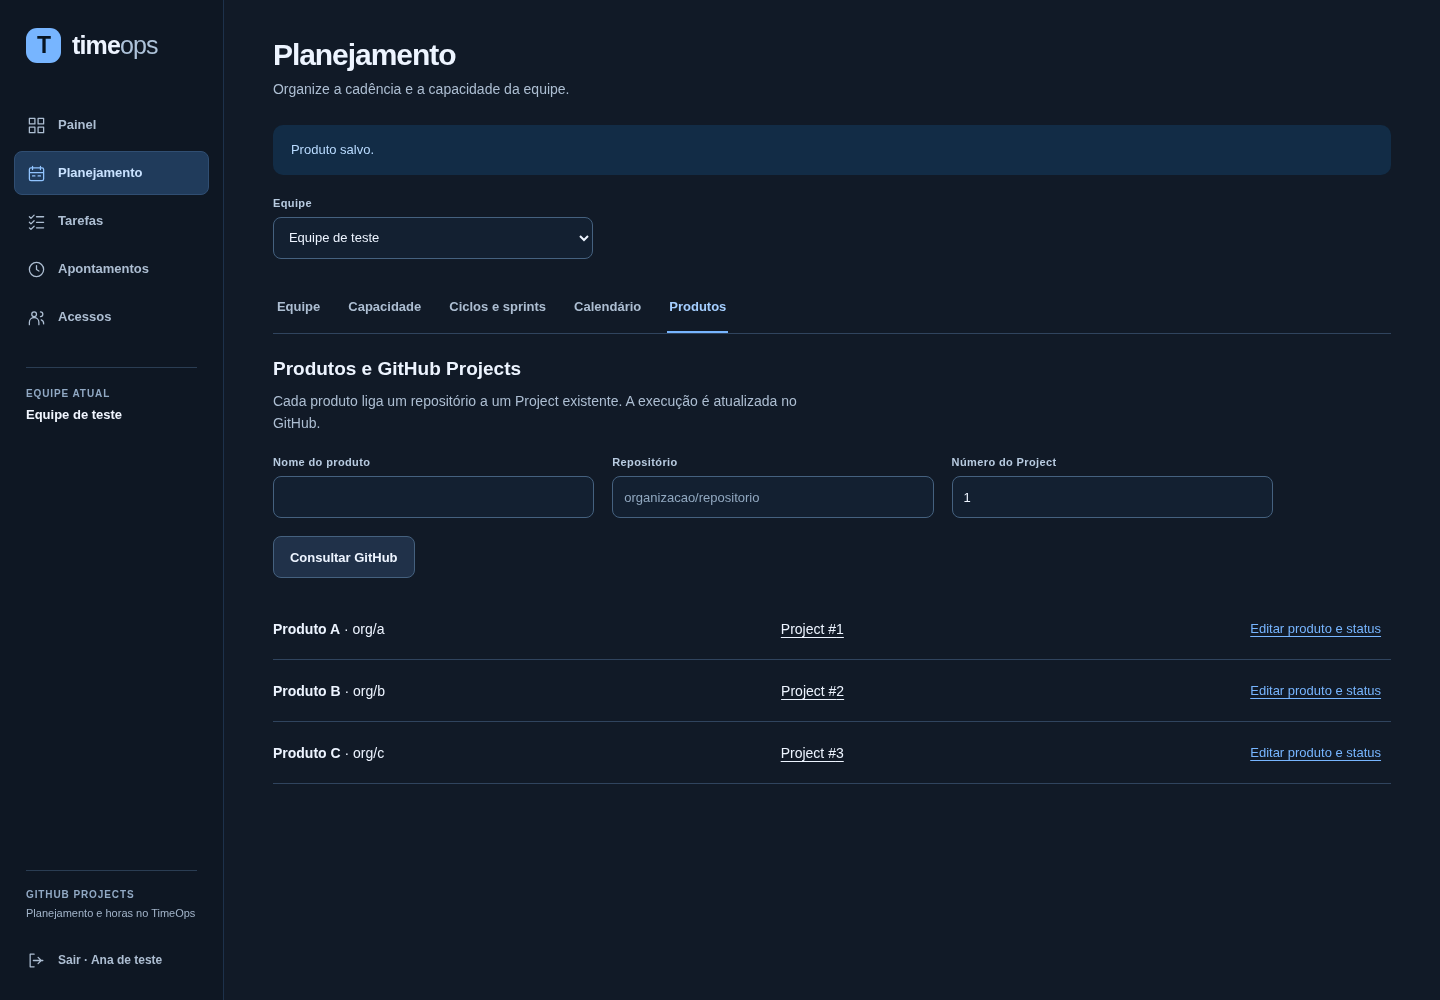 T timeops
Painel
Planejamento
Tarefas
Apontamentos
Acessos
EQUIPE ATUAL
Equipe de teste
GITHUB PROJECTS
Planejamento e horas no TimeOps
Sair · Ana de teste
Planejamento
Organize a cadência e a capacidade da equipe.
Produto salvo.
Equipe
Equipe de teste
Equipe Capacidade Ciclos e sprints Calendário Produtos
Produtos e GitHub Projects
Cada produto liga um repositório a um Project existente. A execução é atualizada no
GitHub.
Nome do produto Repositório Número do Project
organizacao/repositorio 1
Consultar GitHub
Produto A · org/a Project #1 Editar produto e status
Produto B · org/b Project #2 Editar produto e status
Produto C · org/c Project #3 Editar produto e status